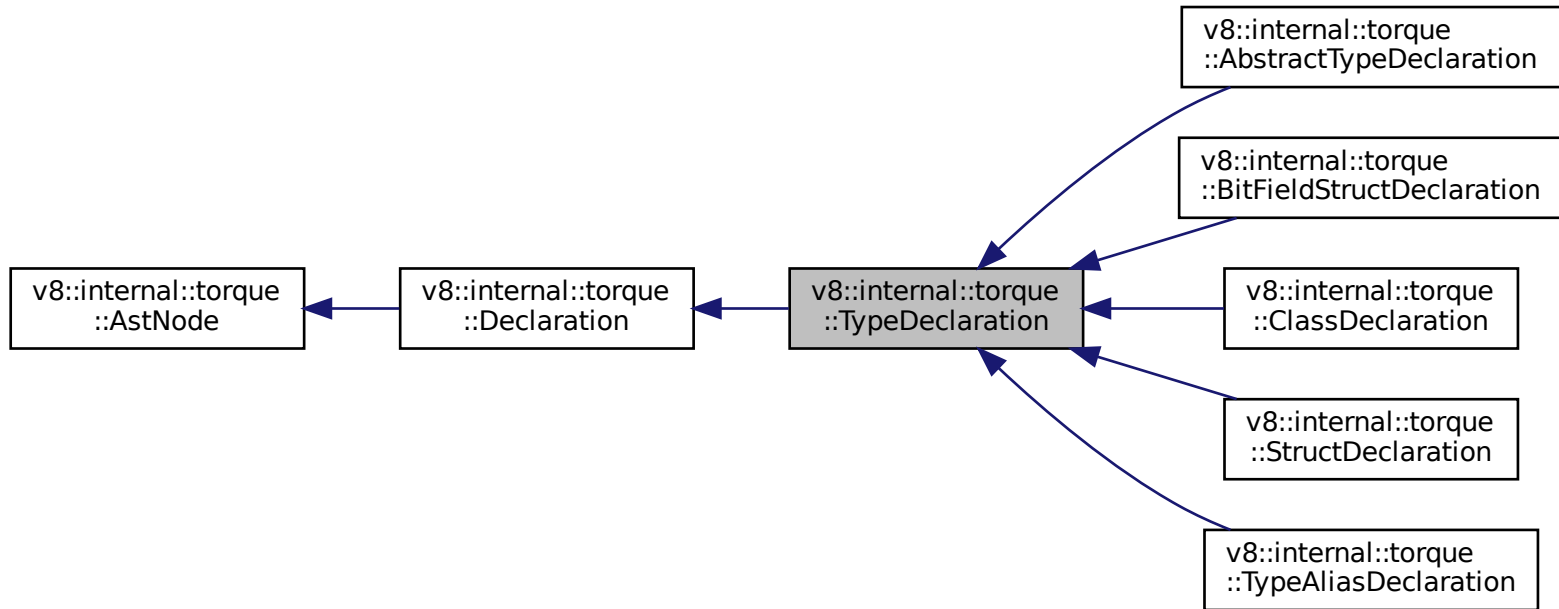 v8::internal::torque
::AbstractTypeDeclaration
v8::internal::torque
::BitFieldStructDeclaration
v8::internal::torque
::AstNode
v8::internal::torque
::Declaration
v8::internal::torque
::TypeDeclaration
v8::internal::torque
::ClassDeclaration
v8::internal::torque
::StructDeclaration
v8::internal::torque
::TypeAliasDeclaration